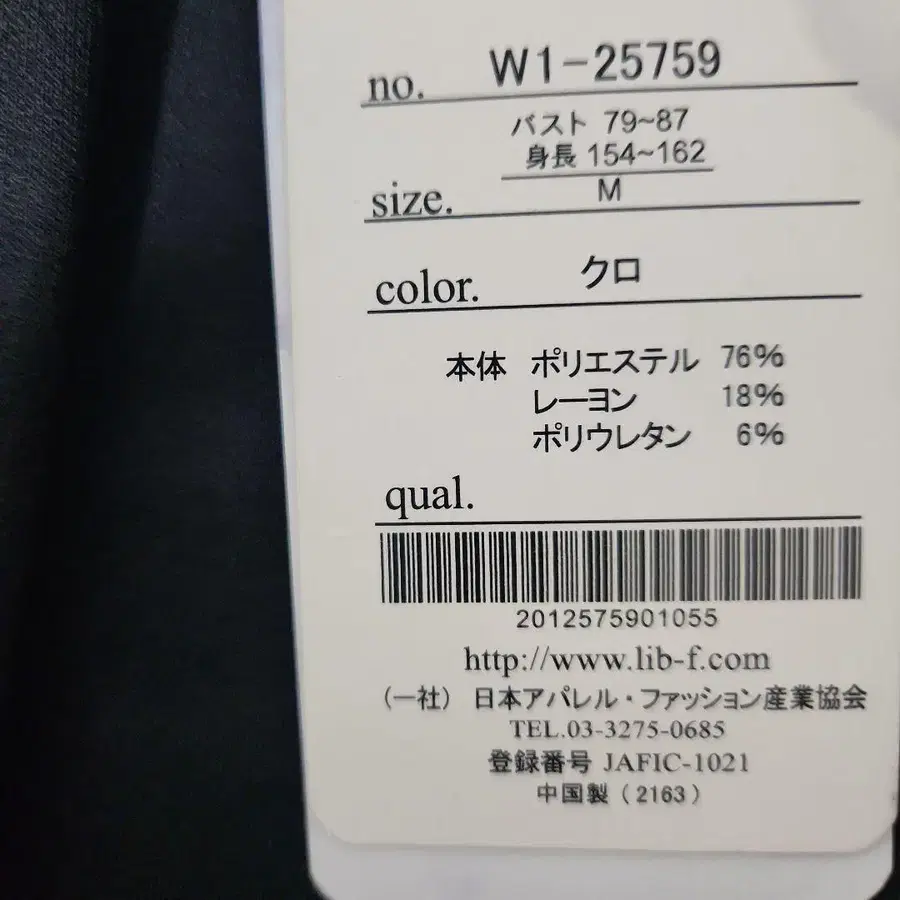 no. W1-25759
バスト 79~87
身長 154~162
size. M
color. クロ
本体 ポリエステル 76%
レーヨン 18%
ポリウレタン 6%
qual.
2012575901055
http://www.lib-f.com
(一社) 日本アパレル・ファッション産業協会
TEL.03-3275-0685
登録番号 JAFIC-1021
中国製 (2163)